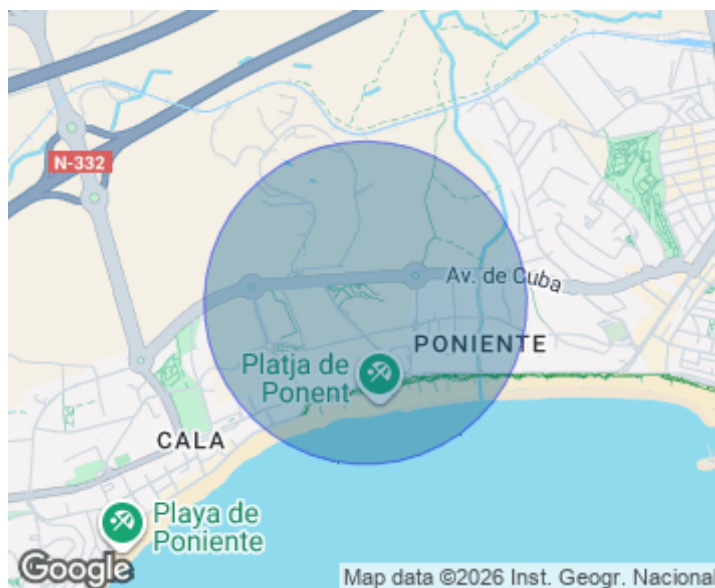 N-332
Av. de Cuba
PONIENTE
Platja de
Ponent
CALA
Playa de
Poniente
Google
Map data ©2026 Inst. Geogr. Nacional